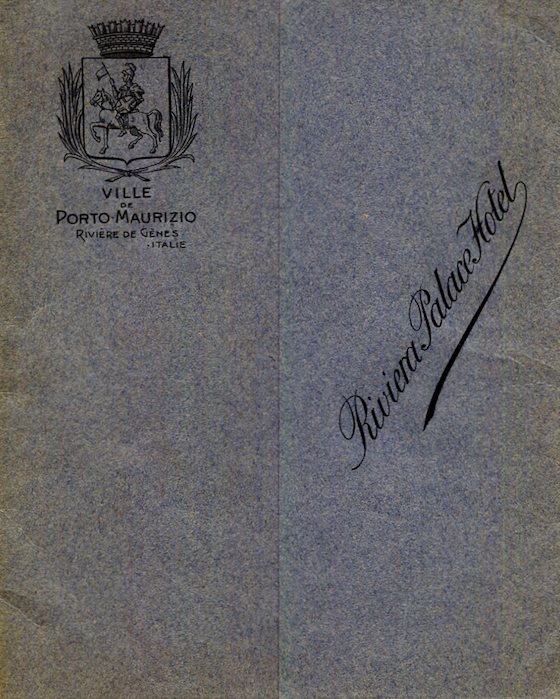 VILLE
DE
PORTO-MAURIZIO
RIVIÈRE DE GÊNES
·ITALIE
Riviera Palace Hotel